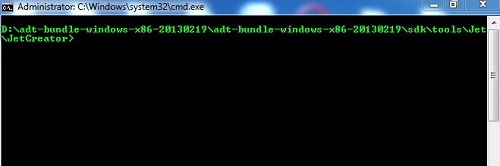 Administrator: C:\Windows\system32\cmd.exe
D:\adt-bundle-windows-x86-20130219\adt-bundle-windows-x86-20130219\sdk\tools\Jet
\JetCreator>